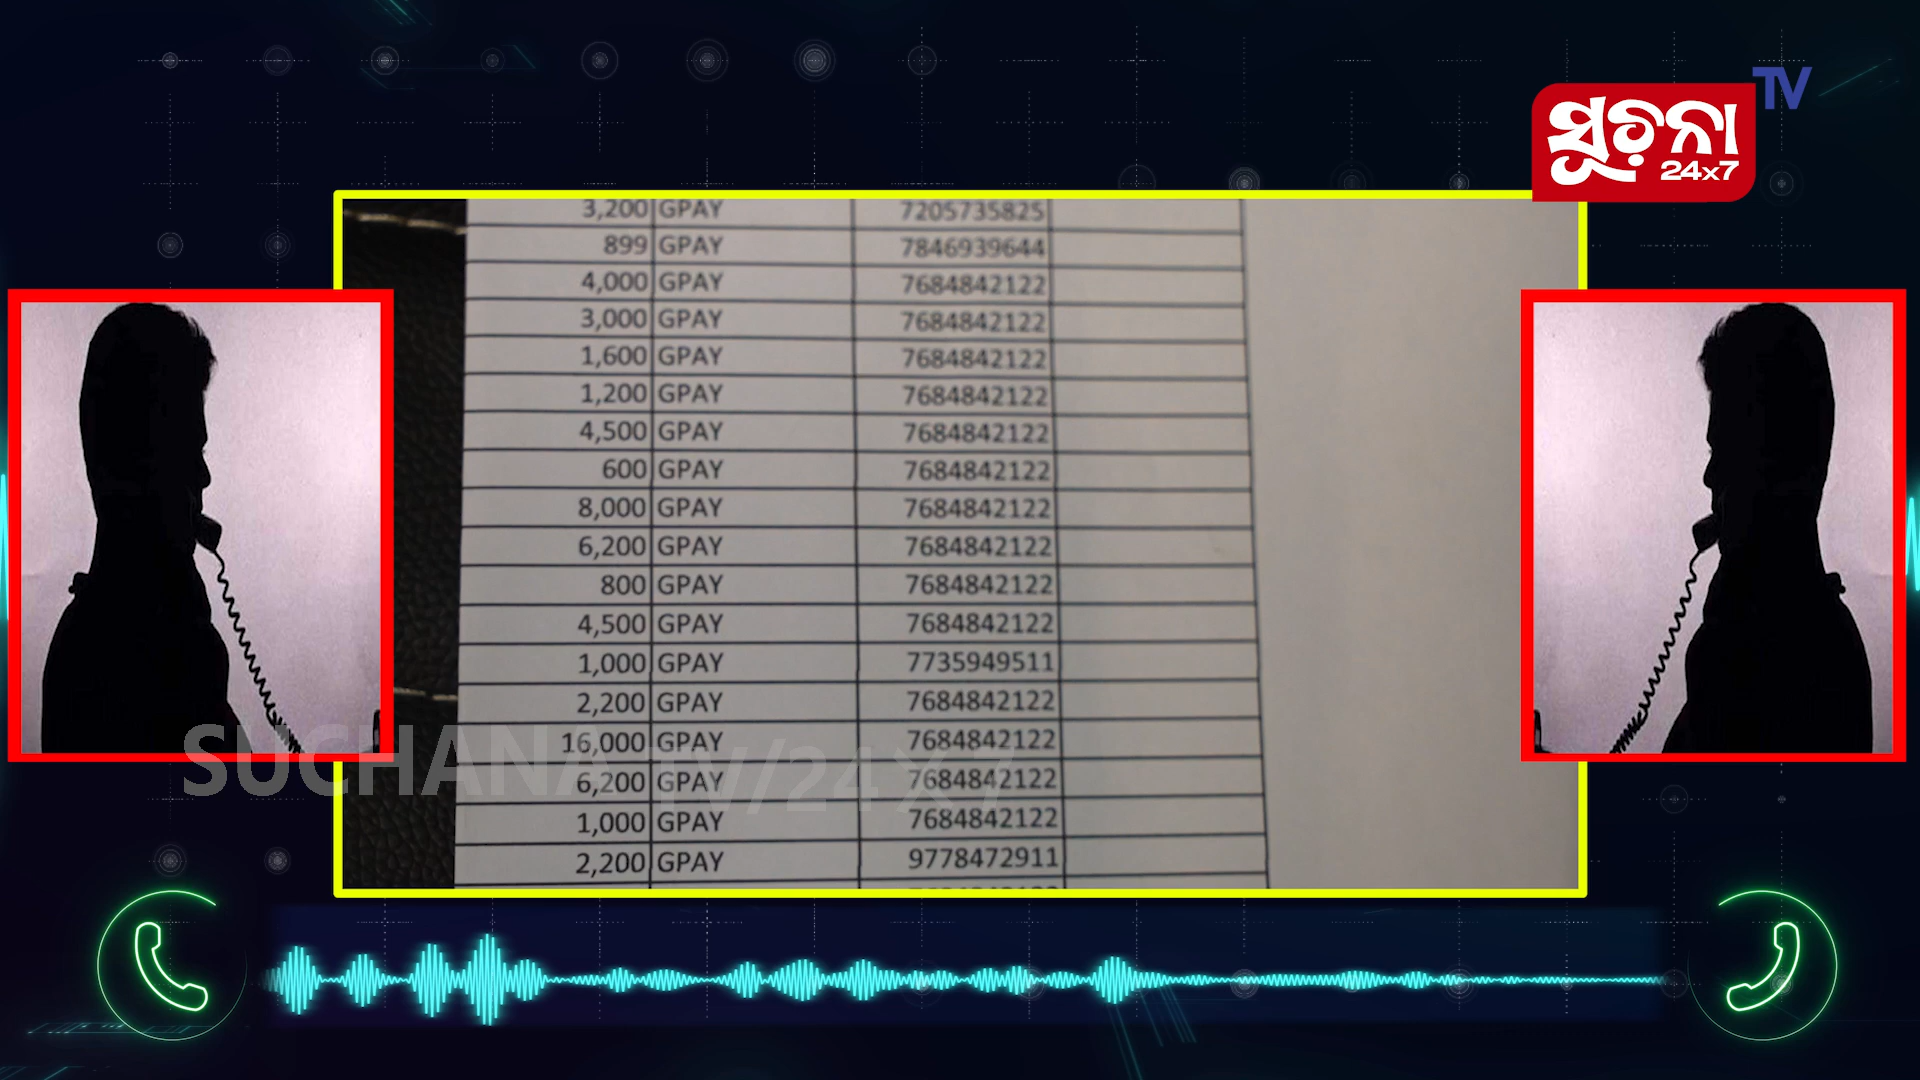 TV
ସୂଚନା
24x7
3,200 GPAY 7205735825
899 GPAY 7846939644
4,000 GPAY 7684842122
3,000 GPAY 7684842122
1,600 GPAY 7684842122
1,200 GPAY 7684842122
4,500 GPAY 7684842122
600 GPAY 7684842122
8,000 GPAY 7684842122
6,200 GPAY 7684842122
800 GPAY 7684842122
4,500 GPAY 7684842122
1,000 GPAY 7735949511
2,200 GPAY 7684842122
16,000 GPAY 7684842122
6,200 GPAY 7684842122
1,000 GPAY 7684842122
2,200 GPAY 9778472911
SUCHANA TV/24 X 7